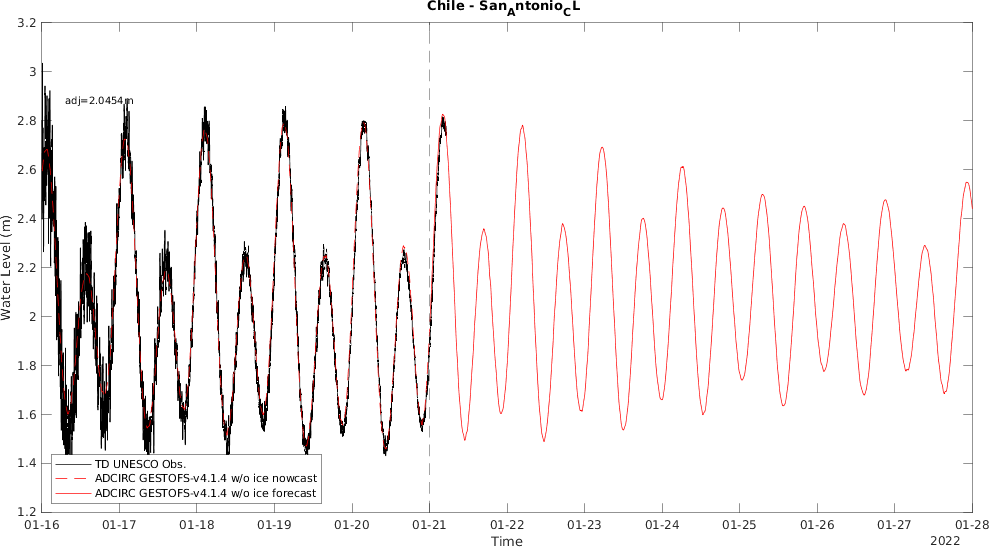 Chile - SanAntonioCL
3.2
3
2.8
2.6
2.4
2.2
2
1.8
1.6
1.4
1.2
Water Level (m)
adj=2.0454m
TD UNESCO Obs.
ADCIRC GESTOFS-v4.1.4 w/o ice nowcast
ADCIRC GESTOFS-v4.1.4 w/o ice forecast
01-16 01-17 01-18 01-19 01-20 01-21 01-22 01-23 01-24 01-25 01-26 01-27 01-28
Time
2022